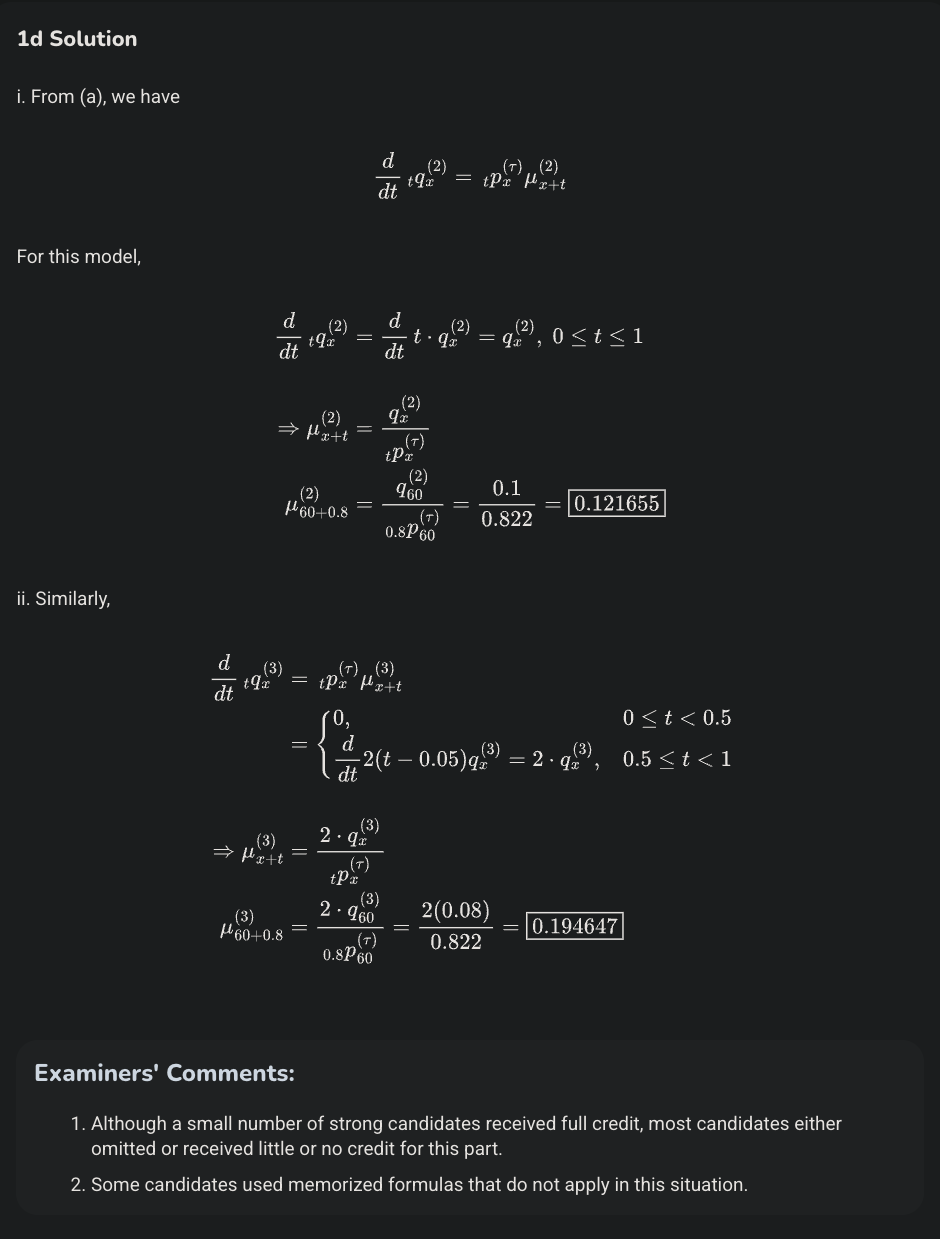 1d Solution
i. From (a), we have
\frac{d}{dt} {}_tq_x^{(2)} = {}_tp_x^{(\tau)} \mu_{x+t}^{(2)}
For this model,
\frac{d}{dt} {}_tq_x^{(2)} = \frac{d}{dt} t \cdot q_x^{(2)} = q_x^{(2)}, 0 \leq t \leq 1
\Rightarrow \mu_{x+t}^{(2)} = \frac{q_x^{(2)}}{{}_tp_x^{(\tau)}}
\mu_{60+0.8}^{(2)} = \frac{q_{60}^{(2)}}{{}_{0.8}p_{60}^{(\tau)}} = \frac{0.1}{0.822} = \boxed{0.121655}
ii. Similarly,
\frac{d}{dt} {}_tq_x^{(3)} = {}_tp_x^{(\tau)} \mu_{x+t}^{(3)}
= \begin{cases} 0, & 0 \leq t < 0.5 \\ \frac{d}{dt} 2(t - 0.05)q_x^{(3)} = 2 \cdot q_x^{(3)}, & 0.5 \leq t < 1 \end{cases}
\Rightarrow \mu_{x+t}^{(3)} = \frac{2 \cdot q_x^{(3)}}{{}_tp_x^{(\tau)}}
\mu_{60+0.8}^{(3)} = \frac{2 \cdot q_{60}^{(3)}}{{}_{0.8}p_{60}^{(\tau)}} = \frac{2(0.08)}{0.822} = \boxed{0.194647}
Examiners' Comments:
1. Although a small number of strong candidates received full credit, most candidates either
omitted or received little or no credit for this part.
2. Some candidates used memorized formulas that do not apply in this situation.